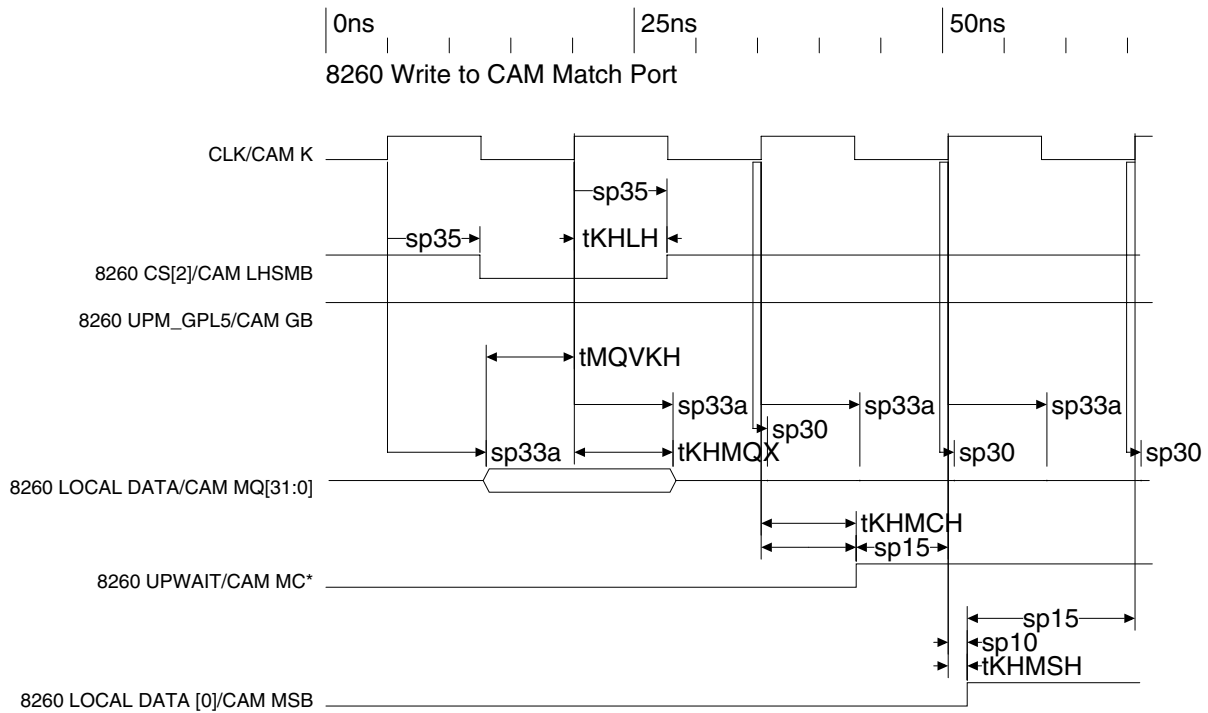 0ns 25ns 50ns
8260 Write to CAM Match Port
CLK/CAM K
sp35
sp35 tKHLH
8260 CS[2]/CAM LHSMB
8260 UPM_GPL5/CAM GB
tMQVKH
sp33a sp33a sp33a
sp30
sp33a tKHMQX sp30 sp30
8260 LOCAL DATA/CAM MQ[31:0]
tKHMCH
sp15
8260 UPWAIT/CAM MC*
sp15
sp10
tKHMSH
8260 LOCAL DATA [0]/CAM MSB